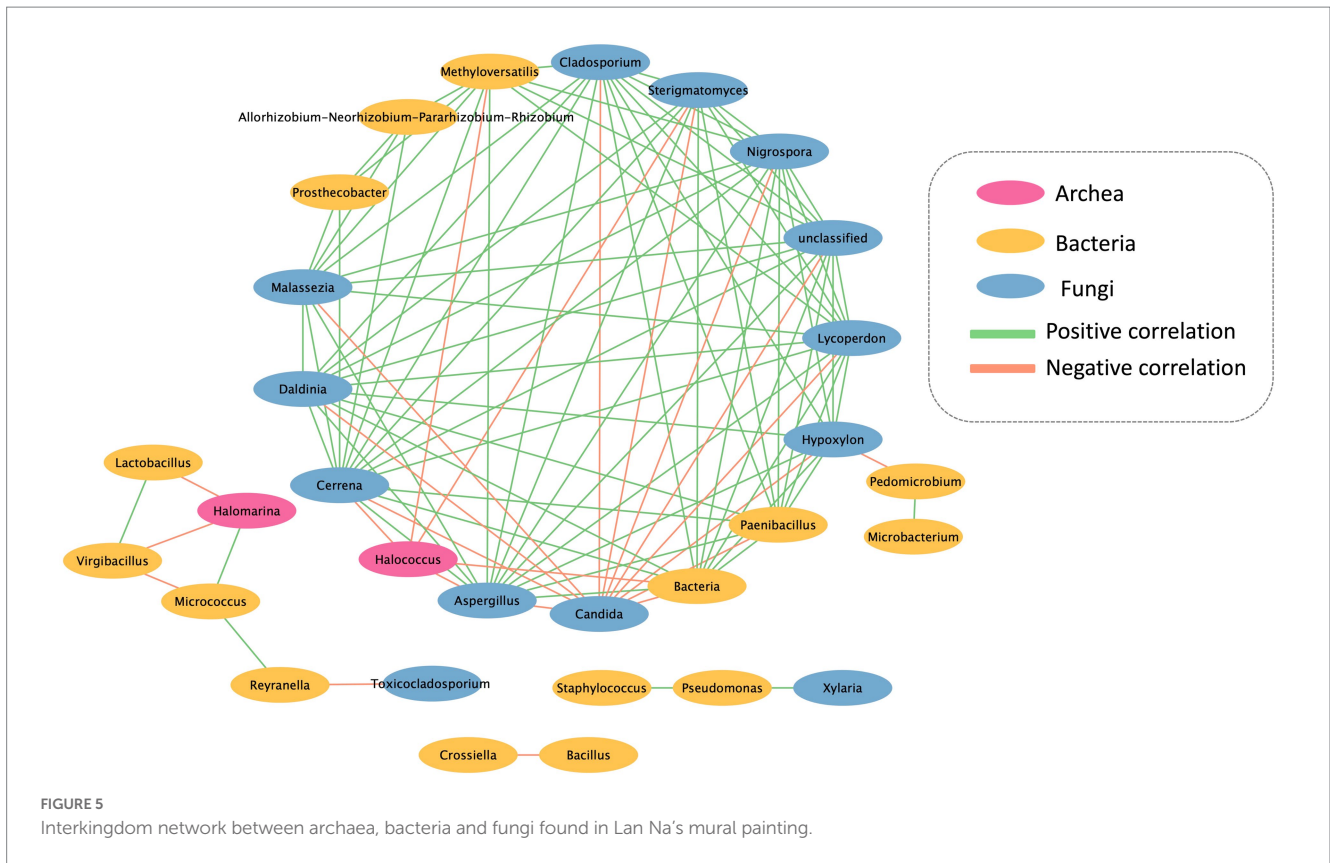 Cladosporium
Methyloversatilis
Sterigmatomyces
Allorhizobium-Neorhizobium-Pararhizobium-Rhizobium
Nigrospora
Prosthecobacter
unclassified
Malassezia
Lycoperdon
Daldinia
Hypoxylon
Lactobacillus
Cerrena
Pedomicrobium
Halomarina
Paenibacillus
Microbacterium
Virgibacillus
Halococcus
Bacteria
Micrococcus
Aspergillus
Candida
Reyranella
Toxicocladosporium
Staphylococcus
Pseudomonas
Xylaria
Crossiella
Bacillus
Archea
Bacteria
Fungi
Positive correlation
Negative correlation
FIGURE 5
Interkingdom network between archaea, bacteria and fungi found in Lan Na's mural painting.